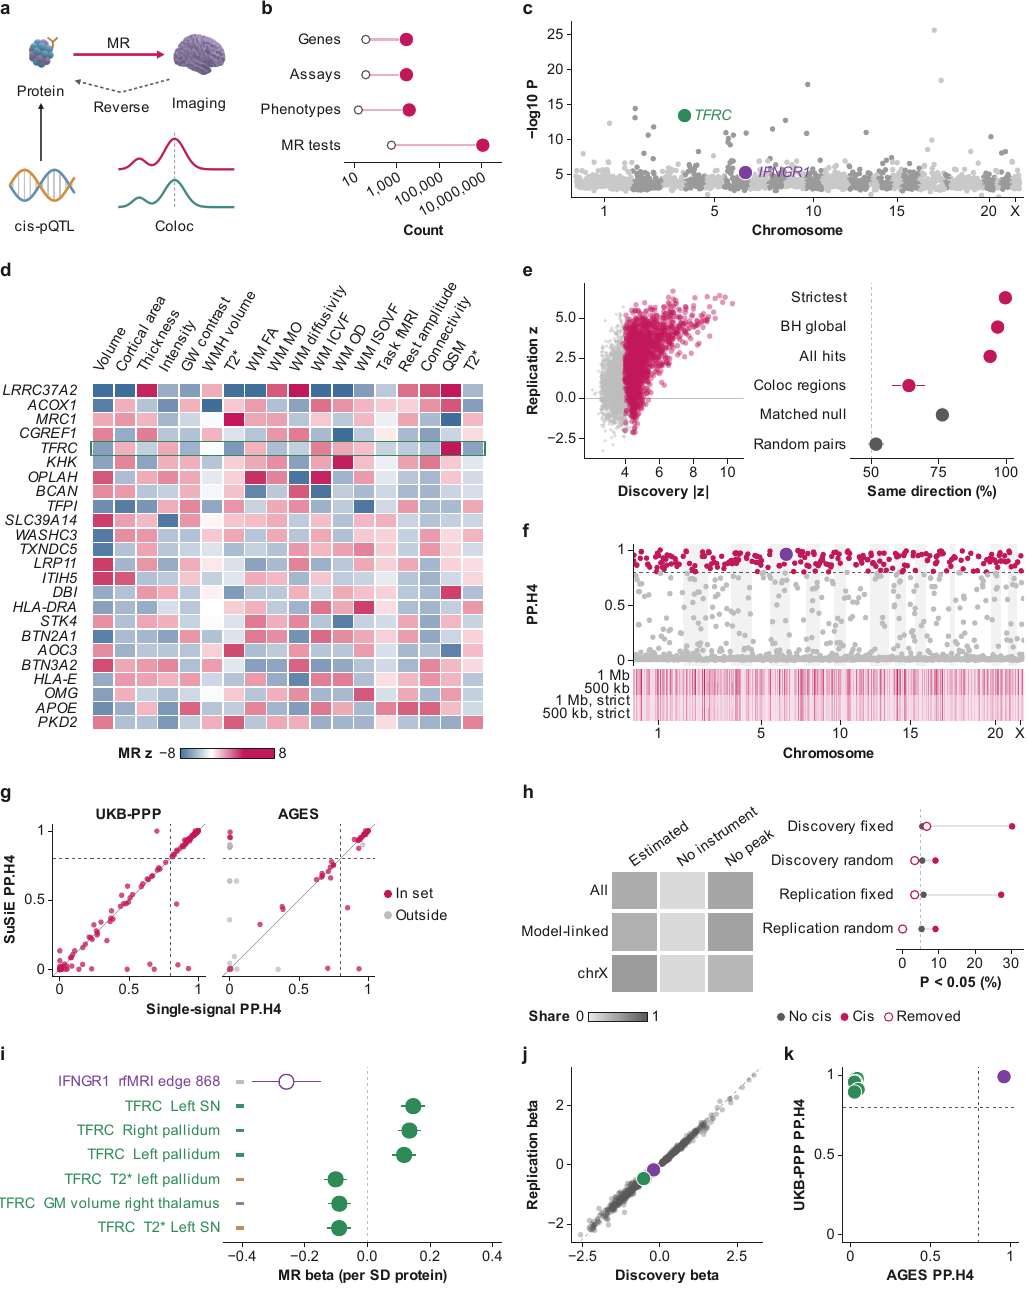 a
MR
Protein
Reverse
Imaging
cis-pQTL
Coloc
b
Genes
Assays
Phenotypes
MR tests
10
1,000
100,000
10,000,000
Count
c
−log10 P
25
20
15
10
5
TFRC
IFNGR1
1
5
10
15
20
X
Chromosome
d
Volume
Cortical area
Thickness
Intensity
GW contrast
WMH volume
T2*
WM FA
WM MO
WM diffusivity
WM ICVF
WM OD
WM ISOVF
Task fMRI
Rest amplitude
Connectivity
QSM
T2*
LRRC37A2
ACOX1
MRC1
CGREF1
TFRC
KHK
OPLAH
BCAN
TFPI
SLC39A14
WASHC3
TXNDC5
LRP11
ITIH5
DBI
HLA-DRA
STK4
BTN2A1
AOC3
BTN3A2
HLA-E
OMG
APOE
PKD2
MR z −8
8
e
Replication z
5.0
2.5
0.0
−2.5
4
6
8
10
Discovery |z|
Strictest
BH global
All hits
Coloc regions
Matched null
Random pairs
50
75
100
Same direction (%)
f
PP.H4
1
0.5
0
1 Mb
500 kb
1 Mb, strict
500 kb, strict
1
5
10
15
20
X
Chromosome
g
UKB-PPP
AGES
SuSiE PP.H4
1
0.5
0
0
0.5
1
0
0.5
1
Single-signal PP.H4
In set
Outside
h
Estimated
No instrument
No peak
All
Model-linked
chrX
Share 0
1
Discovery fixed
Discovery random
Replication fixed
Replication random
0
10
20
30
P < 0.05 (%)
No cis
Cis
Removed
i
IFNGR1 rfMRI edge 868
TFRC Left SN
TFRC Right pallidum
TFRC Left pallidum
TFRC T2* left pallidum
TFRC GM volume right thalamus
TFRC T2* Left SN
−0.4
−0.2
0.0
0.2
0.4
MR beta (per SD protein)
j
Replication beta
2
0
−2
−2.5
0.0
2.5
Discovery beta
k
UKB-PPP PP.H4
1
0.5
0
0
0.5
1
AGES PP.H4